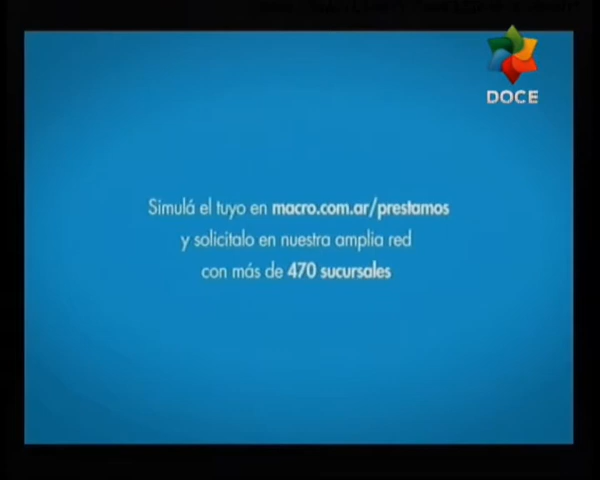 DOCE
Simulá el tuyo en macro.com.ar/prestamos
y solicitalo en nuestra amplia red
con más de 470 sucursales